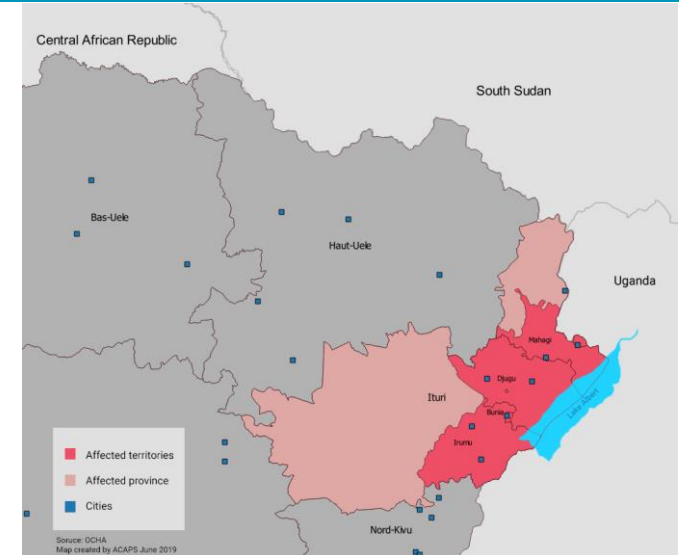 Central African Republic
South Sudan
Bas-Uele
Haut-Uele
Uganda
Mahagi
Djugu
Ituri
Bunia
Lake Albert
Irumu
Affected territories
Affected province
Cities
Nord-Kivu
Soruce: OCHA
Map created by ACAPS June 2019